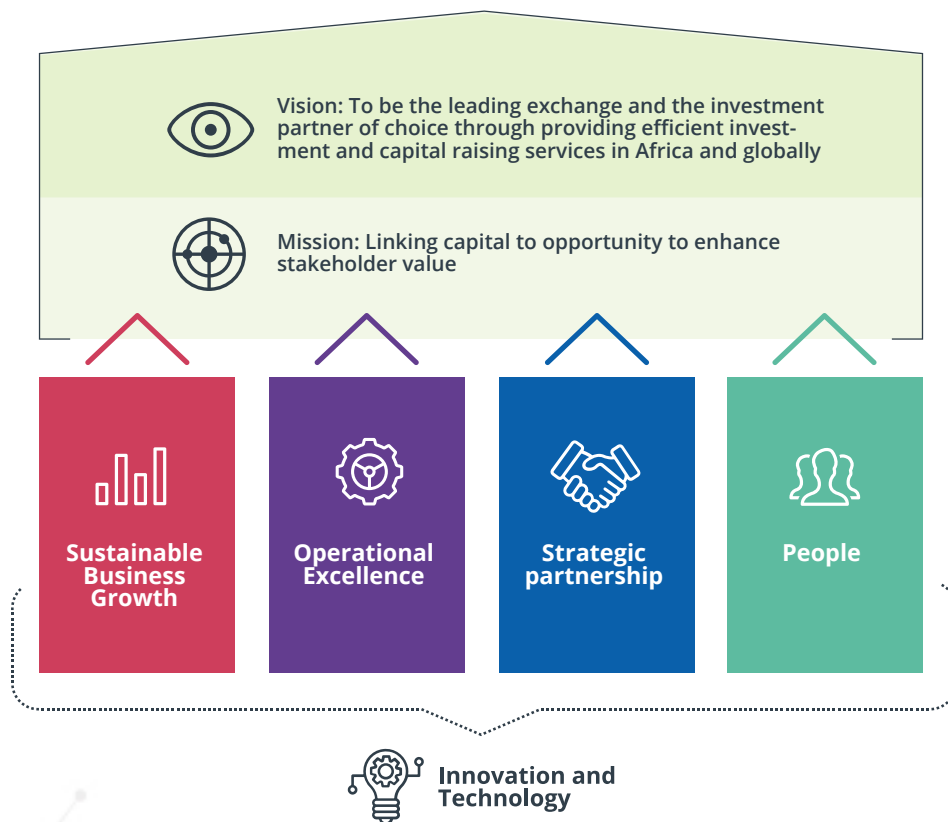 Vision: To be the leading exchange and the investment
partner of choice through providing efficient invest-
ment and capital raising services in Africa and globally
Mission: Linking capital to opportunity to enhance
stakeholder value
Sustainable
Business
Growth
Operational
Excellence
Strategic
partnership
People
Innovation and
Technology